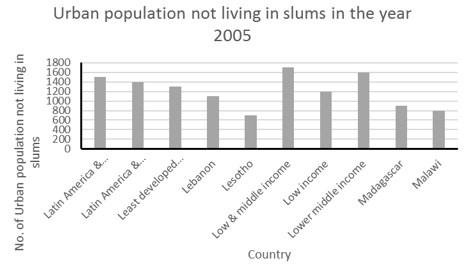 Urban population not living in slums in the year
2005
No. of Urban population not living in
slums
1800
1600
1400
1200
1000
800
600
400
200
0
Latin America &...
Latin America &...
Least developed...
Lebanon
Lesotho
Low & middle income
Low income
Lower middle income
Madagascar
Malawi
Country